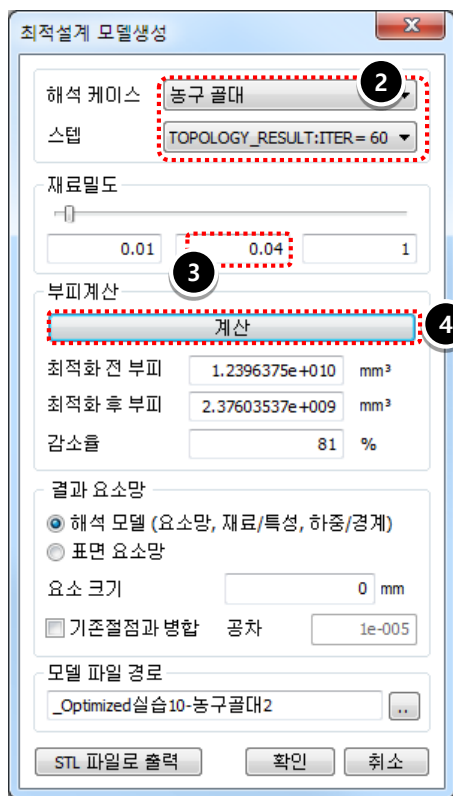 최적설계 모델생성
해석 케이스 농구 골대 2
스텝 TOPOLOGY_RESULT:ITER= 60
재료밀도
0.01 0.04 1
3
부피계산
계산 4
최적화 전 부피 1.2396375e+010 mm³
최적화 후 부피 2.37603537e+009 mm³
감소율 81 %
결과 요소망
해석 모델 (요소망, 재료/특성, 하중/경계)
표면 요소망
요소 크기 0 mm
기존절점과 병합 공차 1e-005
모델 파일 경로
_Optimized실습10-농구골대2 ..
STL 파일로 출력 확인 취소